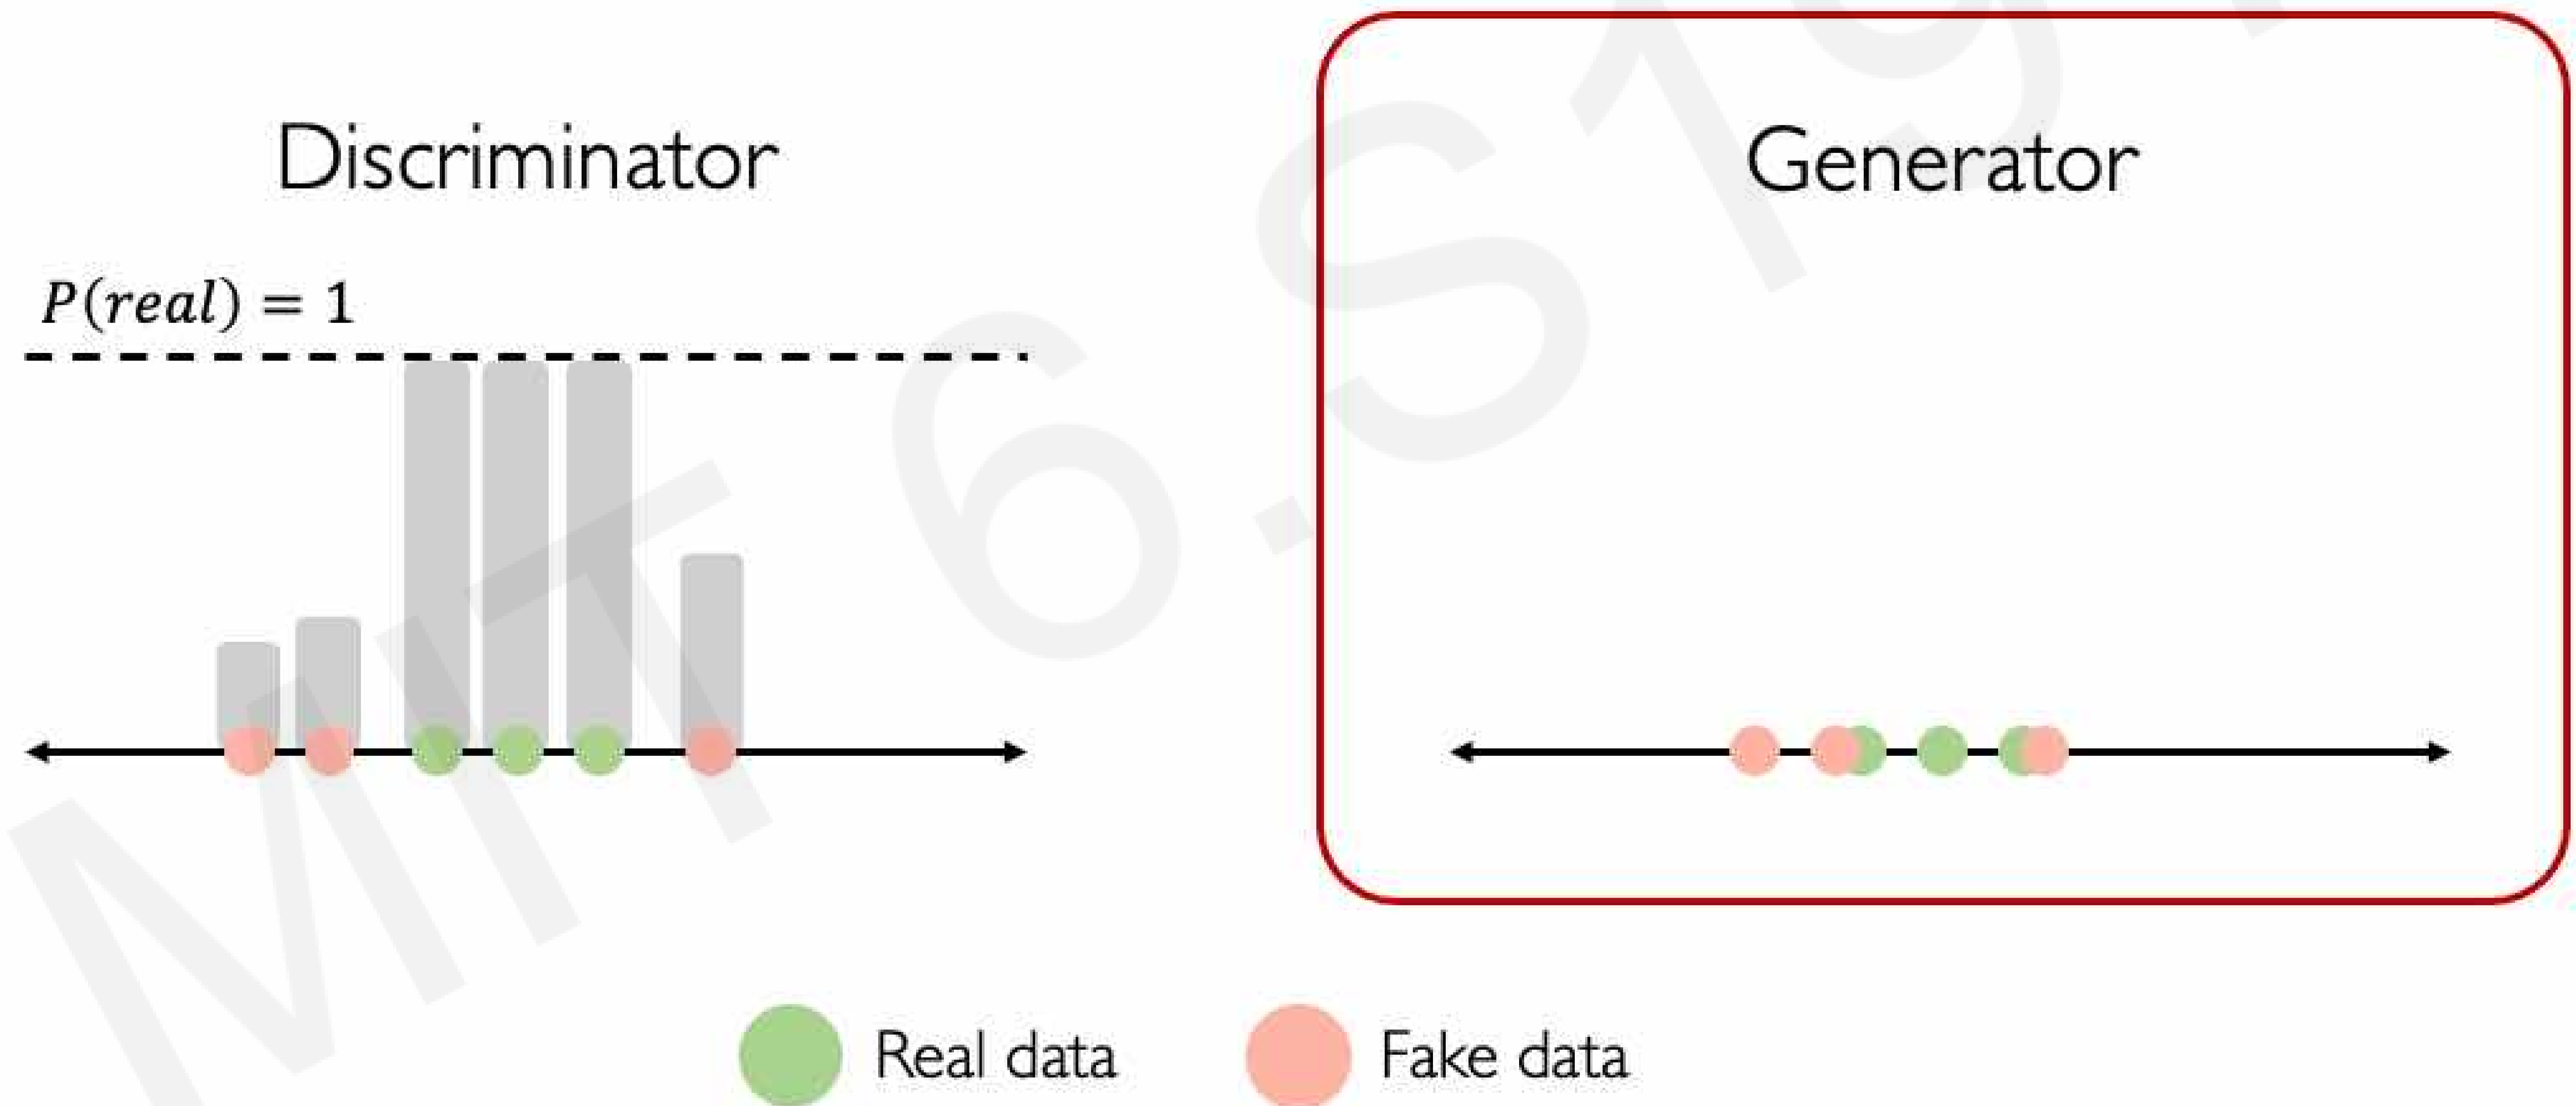 Discriminator
P(real) = 1
Generator
Real data
Fake data
MIT 6.S19